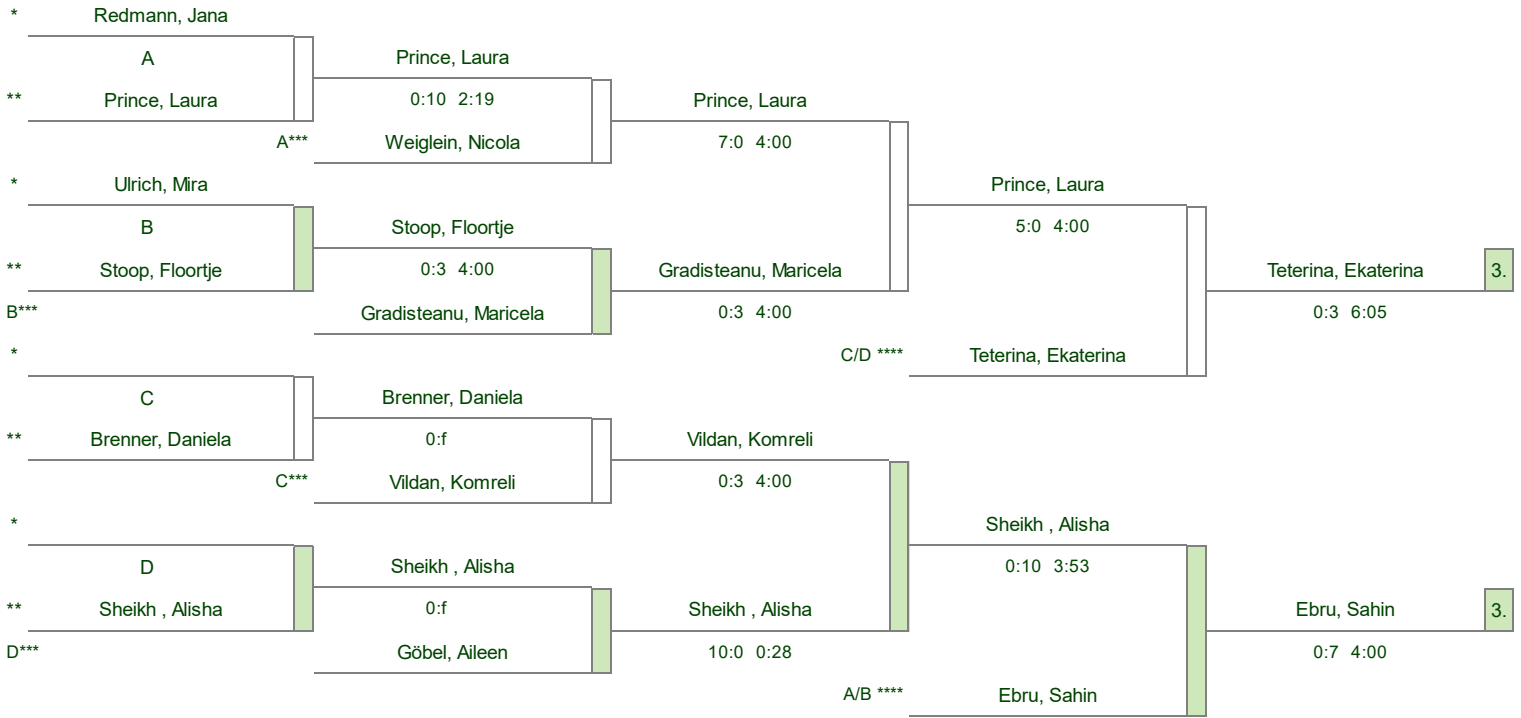 * Redmann, Jana
A Prince, Laura
** Prince, Laura 0:10 2:19 Prince, Laura
A*** Weiglein, Nicola 7:0 4:00
* Ulrich, Mira Prince, Laura
B Stoop, Floortje 5:0 4:00
** Stoop, Floortje 0:3 4:00 Gradisteanu, Maricela Teterina, Ekaterina 3.
B*** Gradisteanu, Maricela 0:3 4:00 0:3 6:05
* C/D **** Teterina, Ekaterina
C Brenner, Daniela
** Brenner, Daniela 0:f Vildan, Komreli
C*** Vildan, Komreli 0:3 4:00
* Sheikh , Alisha
D Sheikh , Alisha 0:10 3:53
** Sheikh , Alisha 0:f Sheikh , Alisha Ebru, Sahin 3.
D*** Göbel, Aileen 10:0 0:28 0:7 4:00
A/B **** Ebru, Sahin